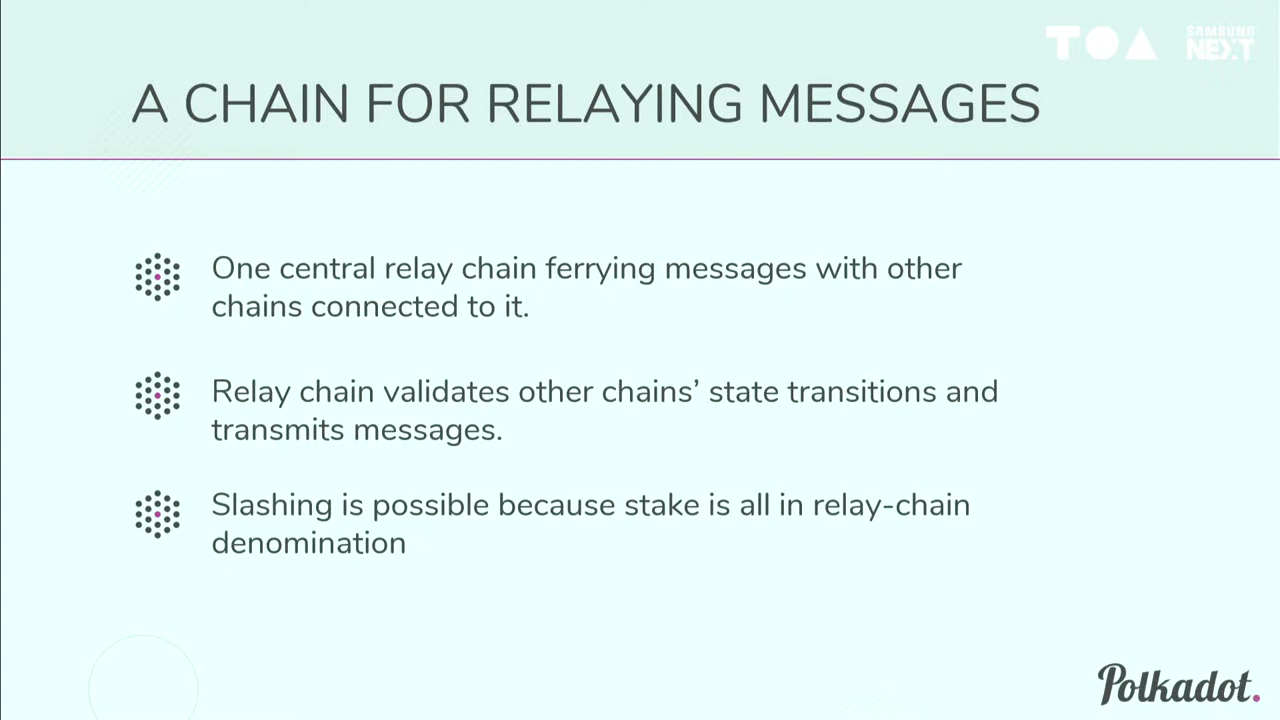 TOA
SAMSUNG
NEXT
A CHAIN FOR RELAYING MESSAGES
One central relay chain ferrying messages with other
chains connected to it.
Relay chain validates other chains’ state transitions and
transmits messages.
Slashing is possible because stake is all in relay-chain
denomination
Polkadot.